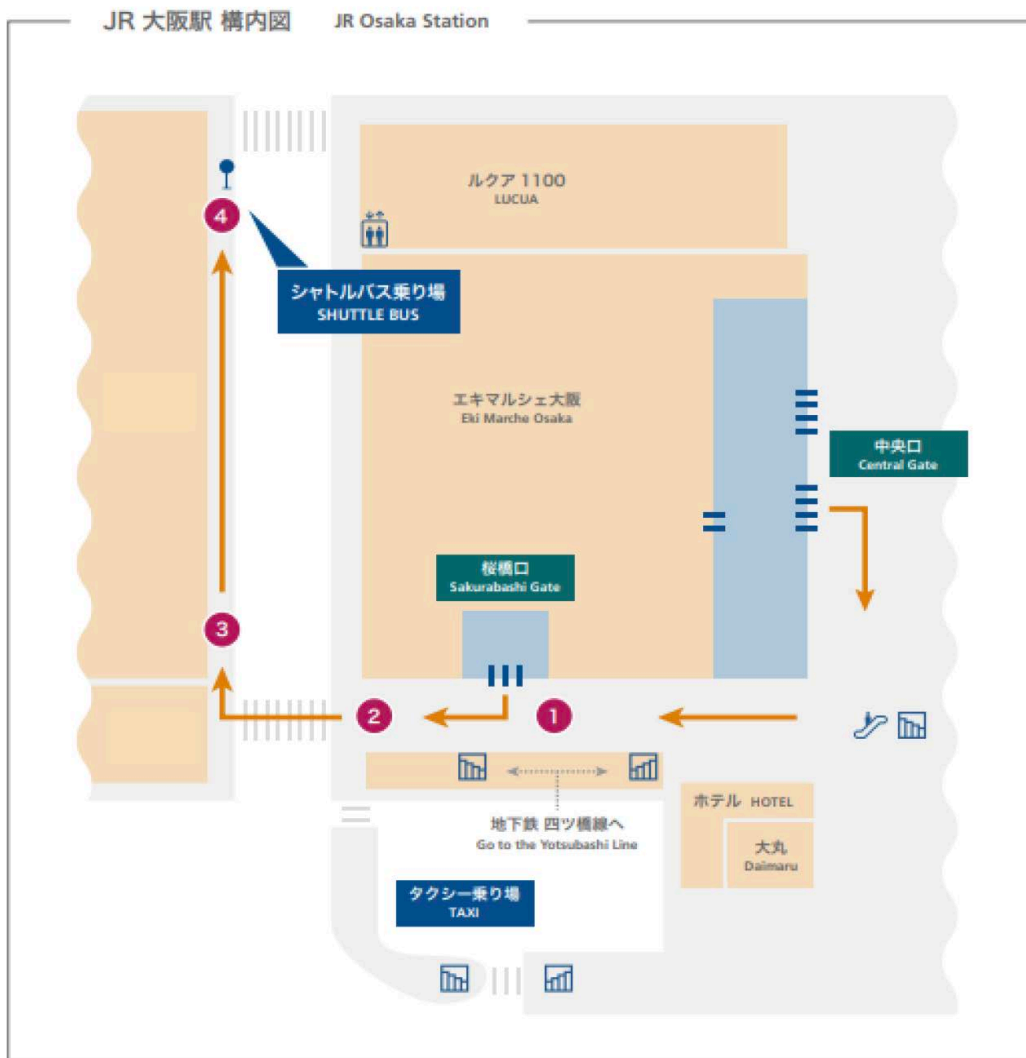 JR 大阪駅 構内図 JR Osaka Station
ルクア 1100
LUCUA
4
シャトルバス乗り場
SHUTTLE BUS
エキマルシェ大阪
Eki Marche Osaka
中央口
Central Gate
桜橋口
Sakurabashi Gate
3
2
1
ホテル HOTEL
地下鉄 四ツ橋線へ
Go to the Yotsubashi Line
大丸
Daimaru
タクシー乗り場
TAXI